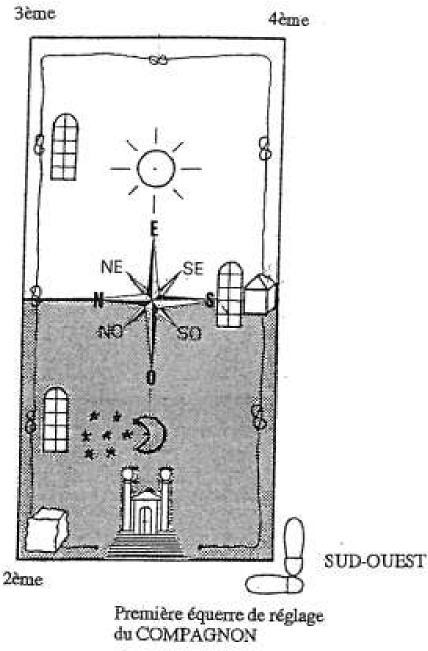 3ème 4ème
E
NE SE
N S
NO SO
O
2ème
SUD-OUEST
Première équerre de réglage
du COMPAGNON